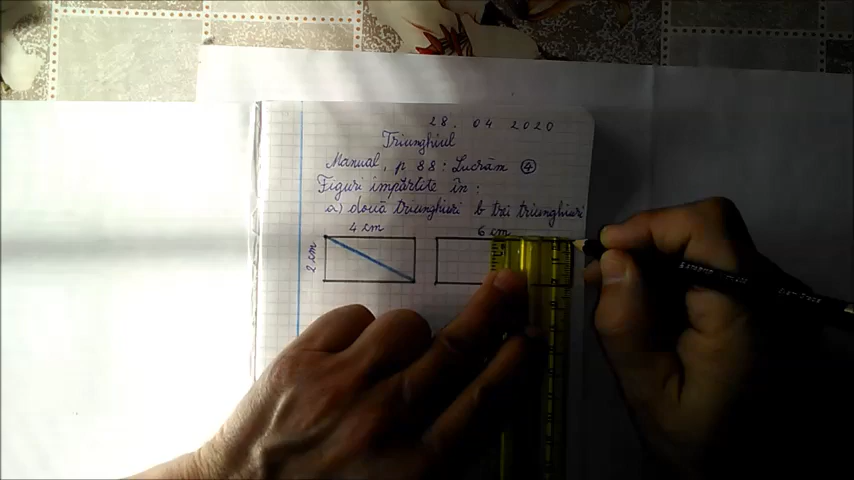 28. 04 2020
Triunghiul
Manual, p 88: Lucrăm 4
Figuri împărțite în:
a) două triunghiuri b trei triunghiuri
4 cm 6 cm
2 cm